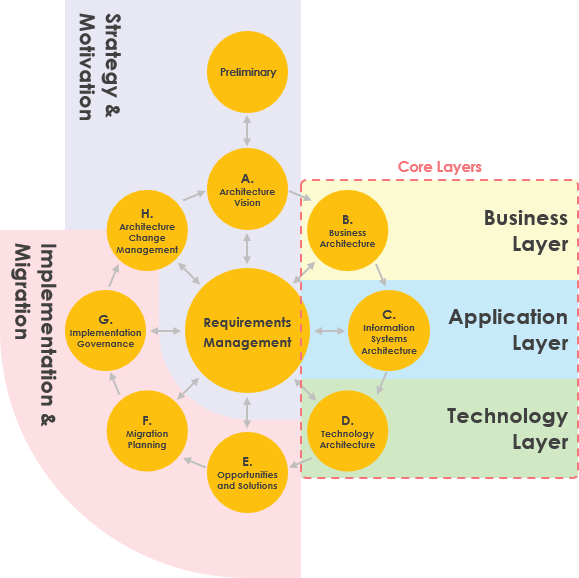 Strategy &
Motivation
Preliminary
Core Layers
A.
Architecture
Vision
H.
Architecture
Change
Management
B.
Business
Architecture
Business
Layer
Implementation &
Migration
G.
Implementation
Governance
Requirements
Management
C.
Information
Systems
Architecture
Application
Layer
F.
Migration
Planning
D.
Technology
Architecture
Technology
Layer
E.
Opportunities
and Solutions